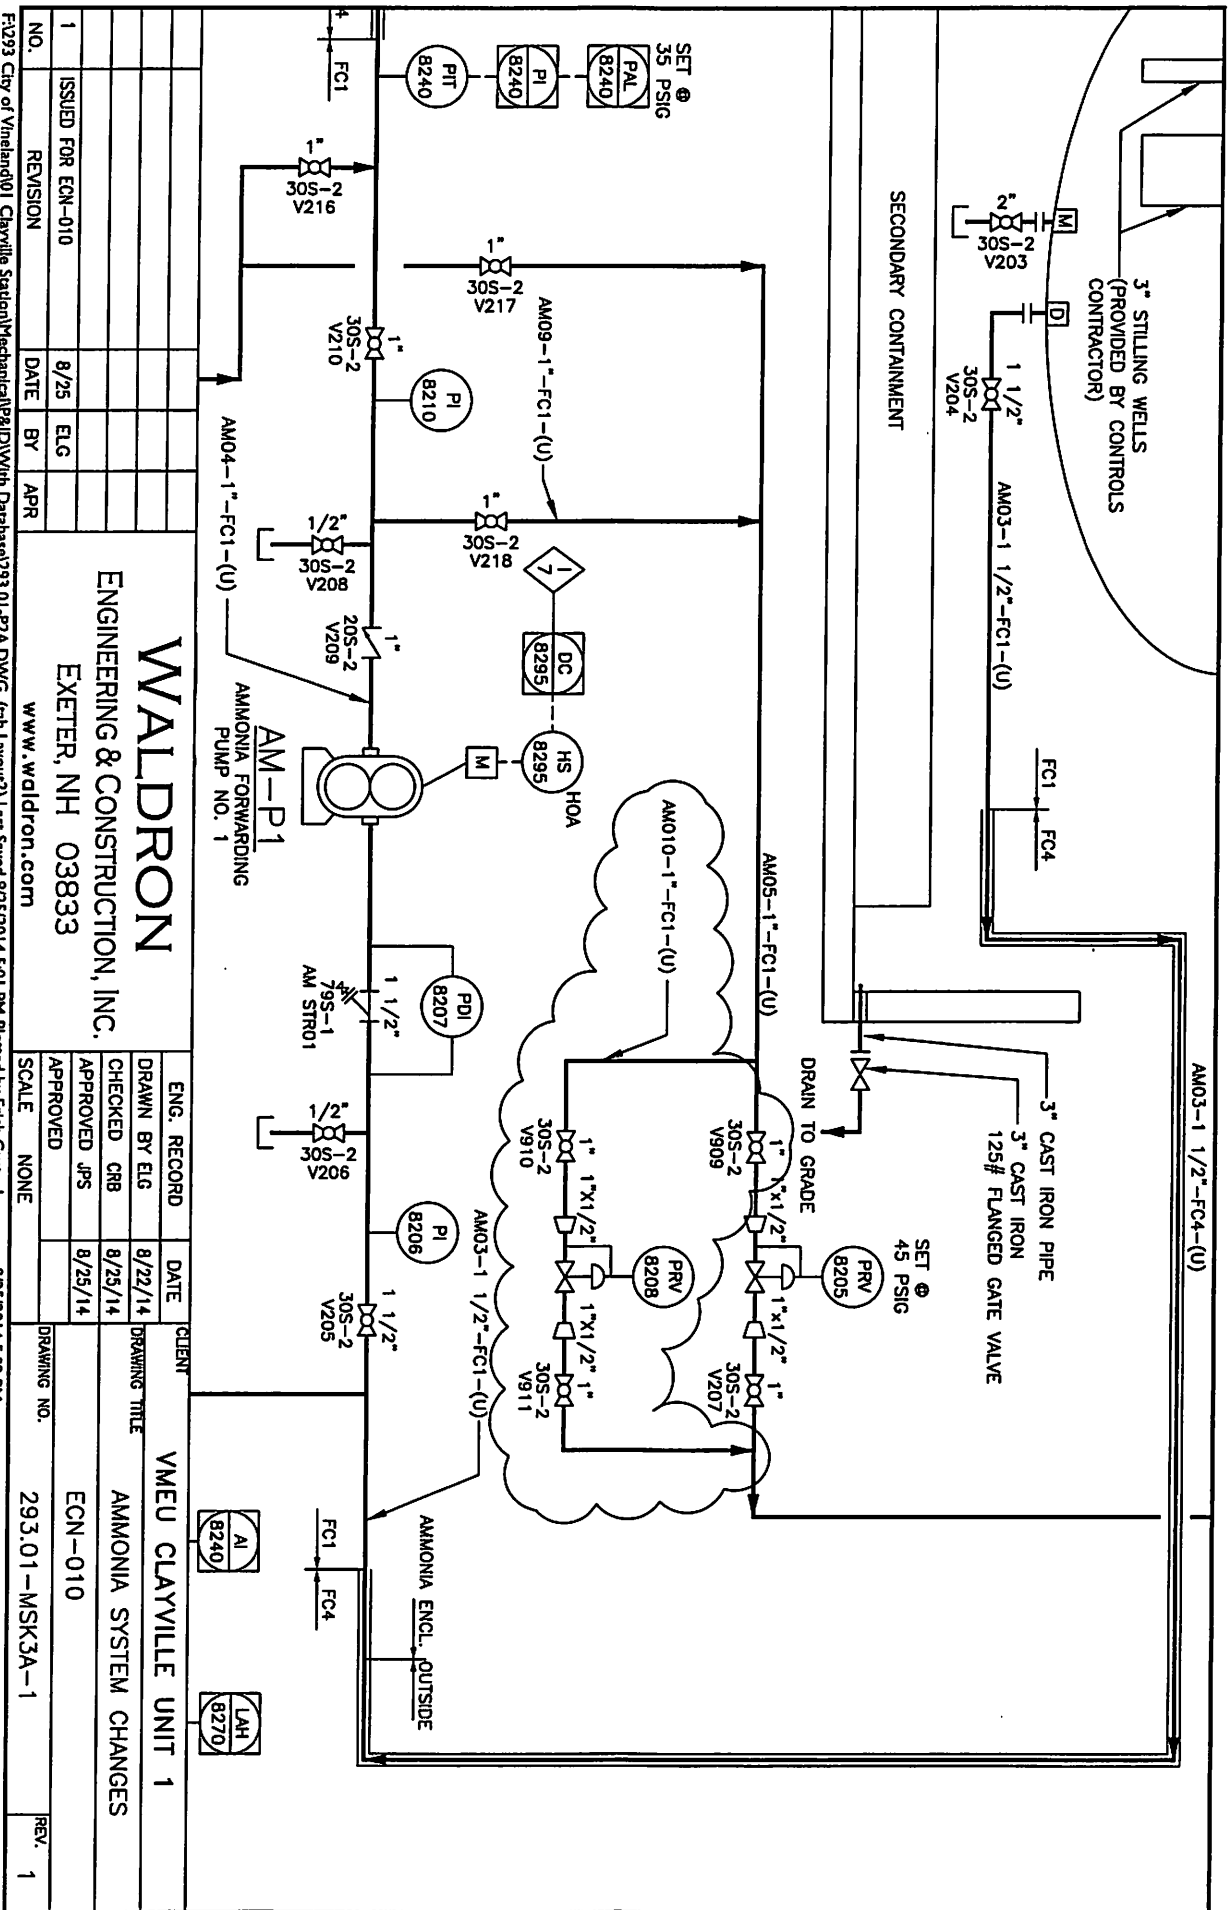 3" STILLING WELLS
(PROVIDED BY CONTROLS
CONTRACTOR)
M
2"
30S-2
V203
D
1 1/2"
30S-2
V204
AM03-1 1/2"-FC1-(U)
FC1
FC4
AM03-1 1/2"-FC4-(U)
SECONDARY CONTAINMENT
3" CAST IRON PIPE
3" CAST IRON
125# FLANGED GATE VALVE
DRAIN TO GRADE
SET @
35 PSIG
PAL
8240
PI
8240
PIT
8240
FC1
1"
30S-2
V216
1"
30S-2
V217
1"
30S-2
V210
PI
8210
AM09-1"-FC1-(U)
1"
30S-2
V218
AM05-1"-FC1-(U)
1"
30S-2
V909
1"x1/2"
SET @
45 PSIG
PRV
8205
1"x1/2"
1"
30S-2
V207
AM010-1"-FC1-(U)
1"
30S-2
V910
1"X1/2"
PRV
8208
1"X1/2"
1"
30S-2
V911
I
7
DC
8295
HS
8295
HOA
M
1/2"
30S-2
V208
1"
20S-2
V209
AM04-1"-FC1-(U)
AM-P1
AMMONIA FORWARDING
PUMP NO. 1
PDI
8207
1 1/2"
79S-1
AM STR01
1/2"
30S-2
V206
PI
8206
1 1/2"
30S-2
V205
AM03-1 1/2"-FC1-(U)
FC1
FC4
AMMONIA ENCL.
OUTSIDE
AI
8240
LAH
8270
1
ISSUED FOR ECN-010
8/25
ELG
NO.
REVISION
DATE
BY
APR
WALDRON
ENGINEERING & CONSTRUCTION, INC.
EXETER, NH 03833
www.waldron.com
ENG. RECORD
DATE
DRAWN BY ELG
8/22/14
CHECKED CRB
8/25/14
APPROVED JPS
8/25/14
APPROVED
SCALE NONE
CLIENT
VMEU CLAYVILLE UNIT 1
DRAWING TITLE
AMMONIA SYSTEM CHANGES
ECN-010
DRAWING NO.
293.01-MSK3A-1
REV.
1